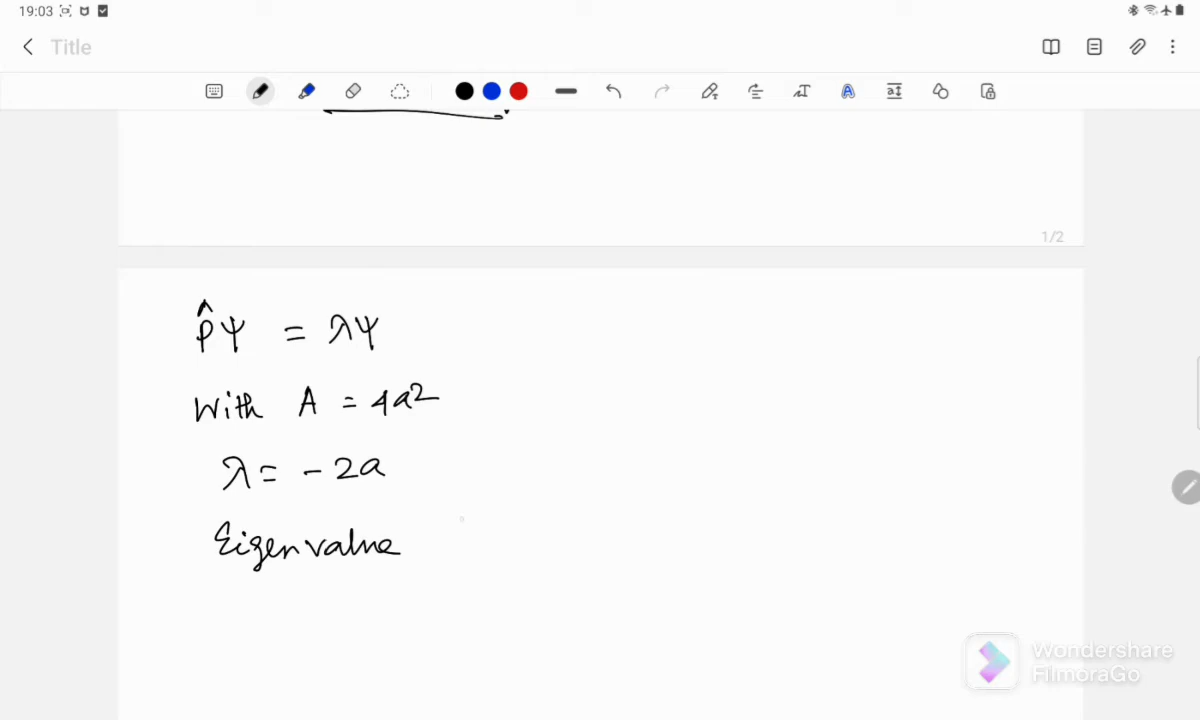 19:03
Title
1/2
P̂ψ = λψ
With A = 4a²
λ = - 2a
Eigenvalue
Wondershare
FilmoraGo